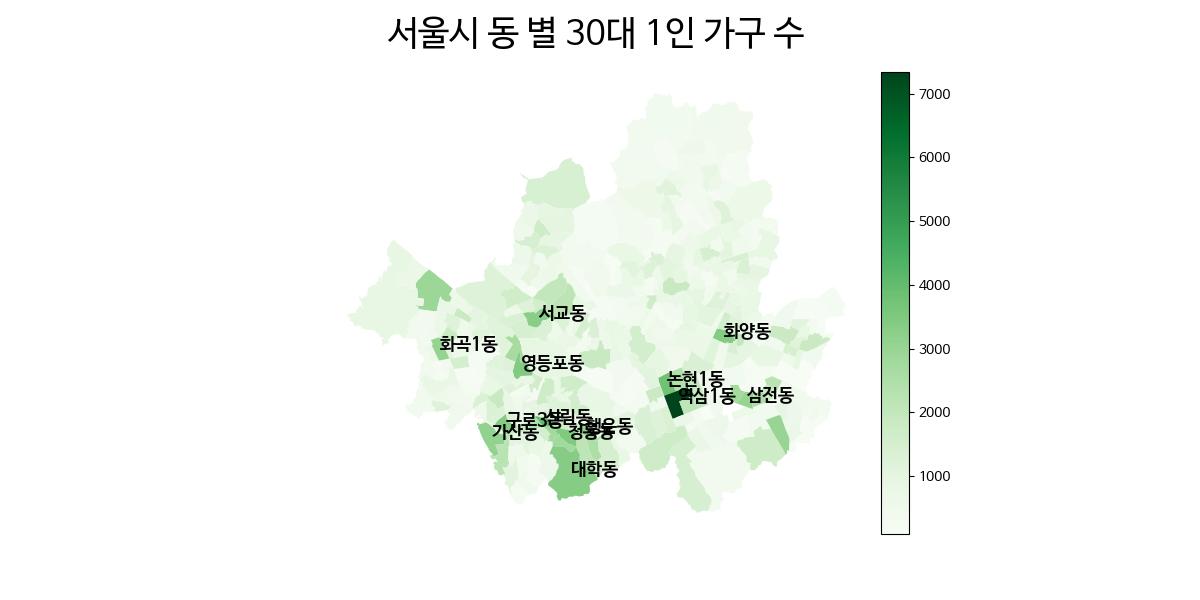 서울시 동 별 30대 1인 가구 수
7000
6000
5000
4000
3000
2000
1000
서교동
화양동
화곡1동
영등포동
논현1동
역삼1동
삼전동
구로3동
신림동
가산동
청룡동
행운동
대학동